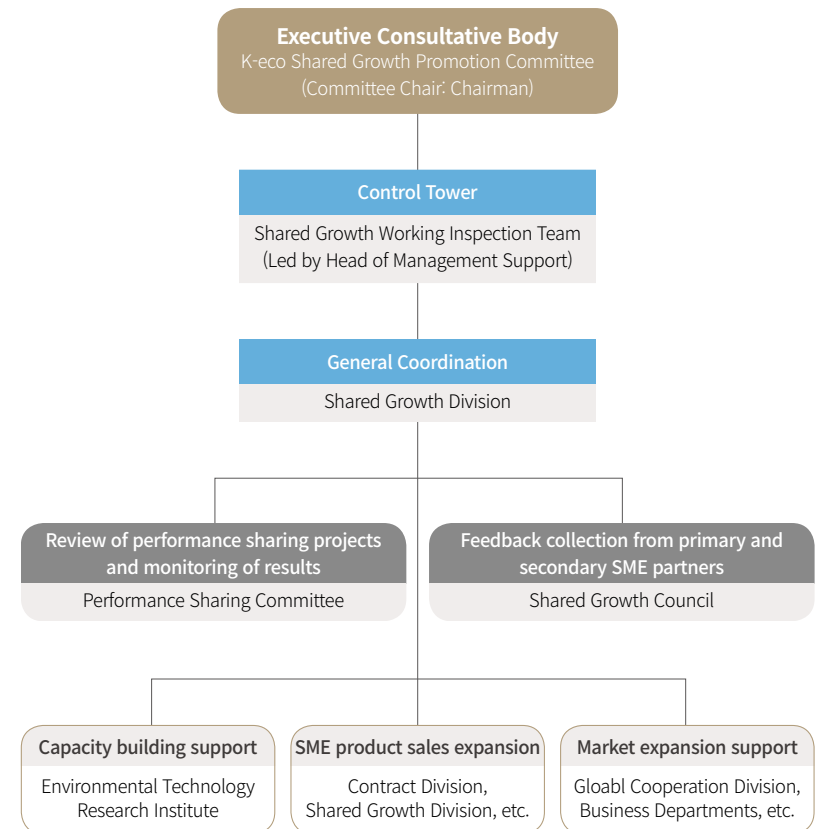 Executive Consultative Body
K-eco Shared Growth Promotion Committee
(Committee Chair: Chairman)
Control Tower
Shared Growth Working Inspection Team
(Led by Head of Management Support)
General Coordination
Shared Growth Division
Review of performance sharing projects
and monitoring of results
Performance Sharing Committee
Feedback collection from primary and
secondary SME partners
Shared Growth Council
Capacity building support
Environmental Technology
Research Institute
SME product sales expansion
Contract Division,
Shared Growth Division, etc.
Market expansion support
Gloabl Cooperation Division,
Business Departments, etc.